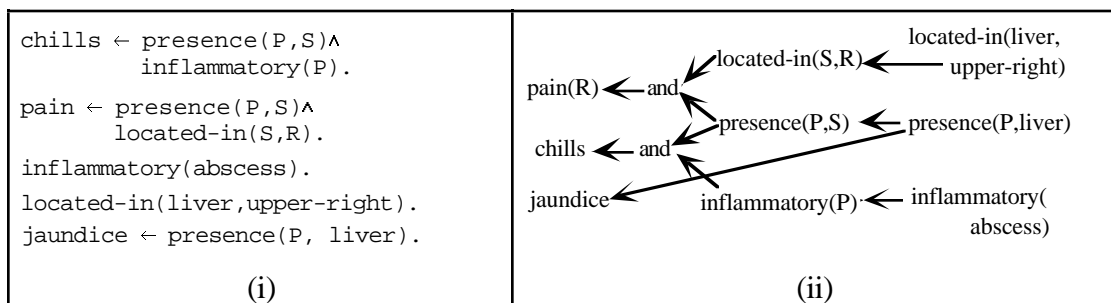 chills ← presence(P,S)∧
inflammatory(P).
pain ← presence(P,S)∧
located-in(S,R).
inflammatory(abscess).
located-in(liver,upper-right).
jaundice ← presence(P, liver).
(i)
located-in(liver,
upper-right)
located-in(S,R)
pain(R)
and
presence(P,S)
presence(P,liver)
chills
and
jaundice
inflammatory(P)
inflammatory(
abscess)
(ii)